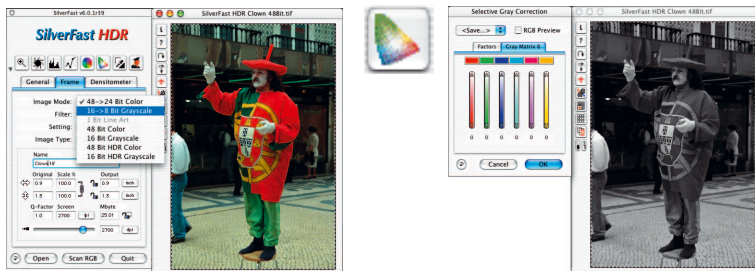 SilverFast v6.0.1r39
SilverFast HDR
General Frame Densitometer
Image Mode:
✓ 48->24 Bit Color
16->8 Bit Grayscale
1 Bit Line Art
48 Bit Color
16 Bit Grayscale
48 Bit HDR Color
16 Bit HDR Grayscale
Filter:
Setting:
Image Type:
Name
Clown.tif
Original Scale % Output
0.9 100.0 0.9 inch
1.3 100.0 1.3 inch
Q-Factor Screen Mbyte
1.0 2700 lpi 25.01
2700 dpi
Open Scan RGB Quit
SilverFast HDR Clown 48Bit.tif
Selective Gray Correction
<Save...> RGB Preview
Factors Gray Matrix 6
0 0 0 0 0 0
Cancel OK
SilverFast HDR Clown 48Bit.tif